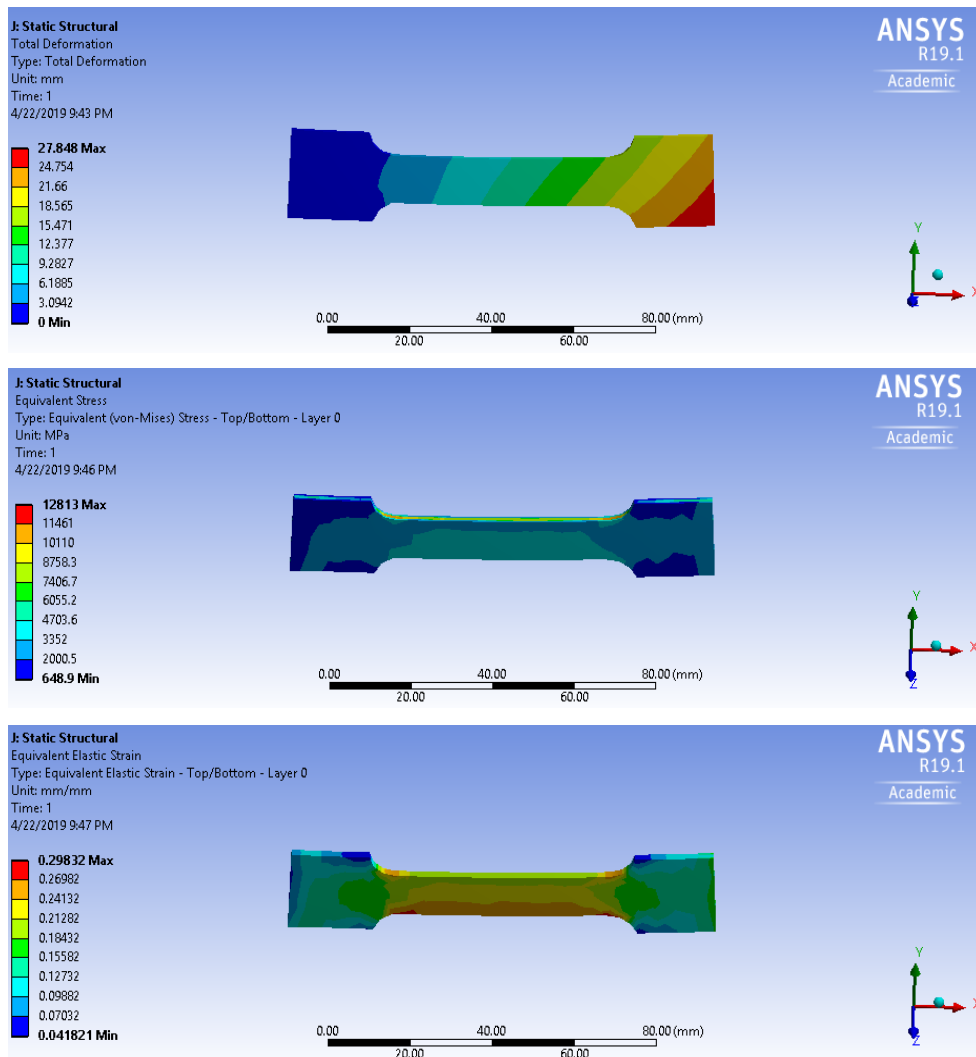 J: Static Structural
Total Deformation
Type: Total Deformation
Unit: mm
Time: 1
4/22/2019 9:43 PM
ANSYS
R19.1
Academic
27.848 Max
24.754
21.66
18.565
15.471
12.377
9.2827
6.1885
3.0942
0 Min
Y
X
Z
0.00 40.00 80.00 (mm)
20.00 60.00
J: Static Structural
Equivalent Stress
Type: Equivalent (von-Mises) Stress - Top/Bottom - Layer 0
Unit: MPa
Time: 1
4/22/2019 9:46 PM
ANSYS
R19.1
Academic
12813 Max
11461
10110
8758.3
7406.7
6055.2
4703.6
3352
2000.5
648.9 Min
Y
X
Z
0.00 40.00 80.00 (mm)
20.00 60.00
J: Static Structural
Equivalent Elastic Strain
Type: Equivalent Elastic Strain - Top/Bottom - Layer 0
Unit: mm/mm
Time: 1
4/22/2019 9:47 PM
ANSYS
R19.1
Academic
0.29832 Max
0.26982
0.24132
0.21282
0.18432
0.15582
0.12732
0.09882
0.07032
0.041821 Min
Y
X
Z
0.00 40.00 80.00 (mm)
20.00 60.00